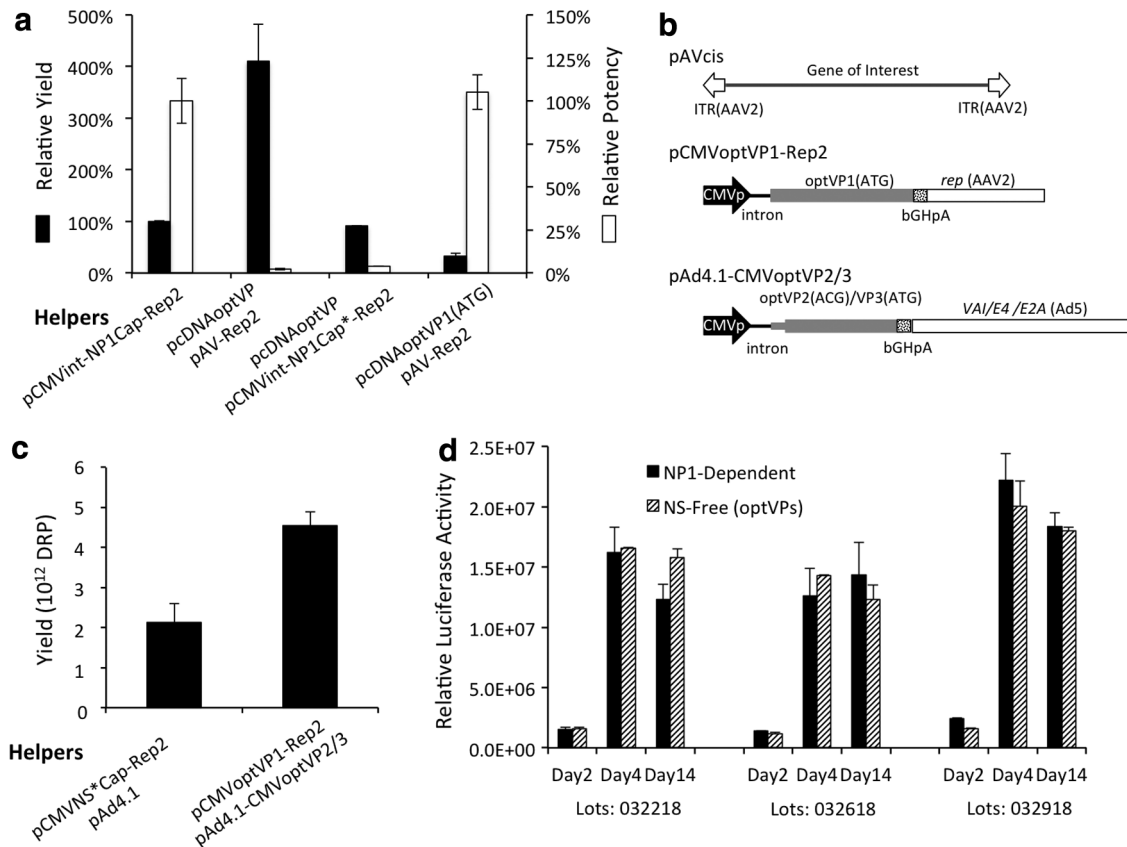 a
500%
400%
300%
200%
100%
0%
Relative Yield
150%
125%
100%
75%
50%
25%
0%
Relative Potency
Helpers
pCMVint-NP1Cap-Rep2
pcDNAoptVP
pAV-Rep2
pcDNAoptVP
pCMVint-NP1Cap*-Rep2
pcDNAoptVP1(ATG)
pAV-Rep2
b
pAVcis
Gene of Interest
ITR(AAV2)
ITR(AAV2)
pCMVoptVP1-Rep2
optVP1(ATG)
rep (AAV2)
CMVp
intron
bGHpA
pAd4.1-CMVoptVP2/3
optVP2(ACG)/VP3(ATG)
VAI/E4 /E2A (Ad5)
CMVp
intron
bGHpA
c
6
5
4
3
2
1
0
Yield (10¹² DRP)
Helpers
pCMVNS*Cap-Rep2
pAd4.1
pCMVoptVP1-Rep2
pAd4.1-CMVoptVP2/3
d
2.5E+07
2.0E+07
1.5E+07
1.0E+07
5.0E+06
0.0E+00
Relative Luciferase Activity
NP1-Dependent
NS-Free (optVPs)
Day2 Day4 Day14
Day2 Day4 Day14
Day2 Day4 Day14
Lots: 032218
Lots: 032618
Lots: 032918